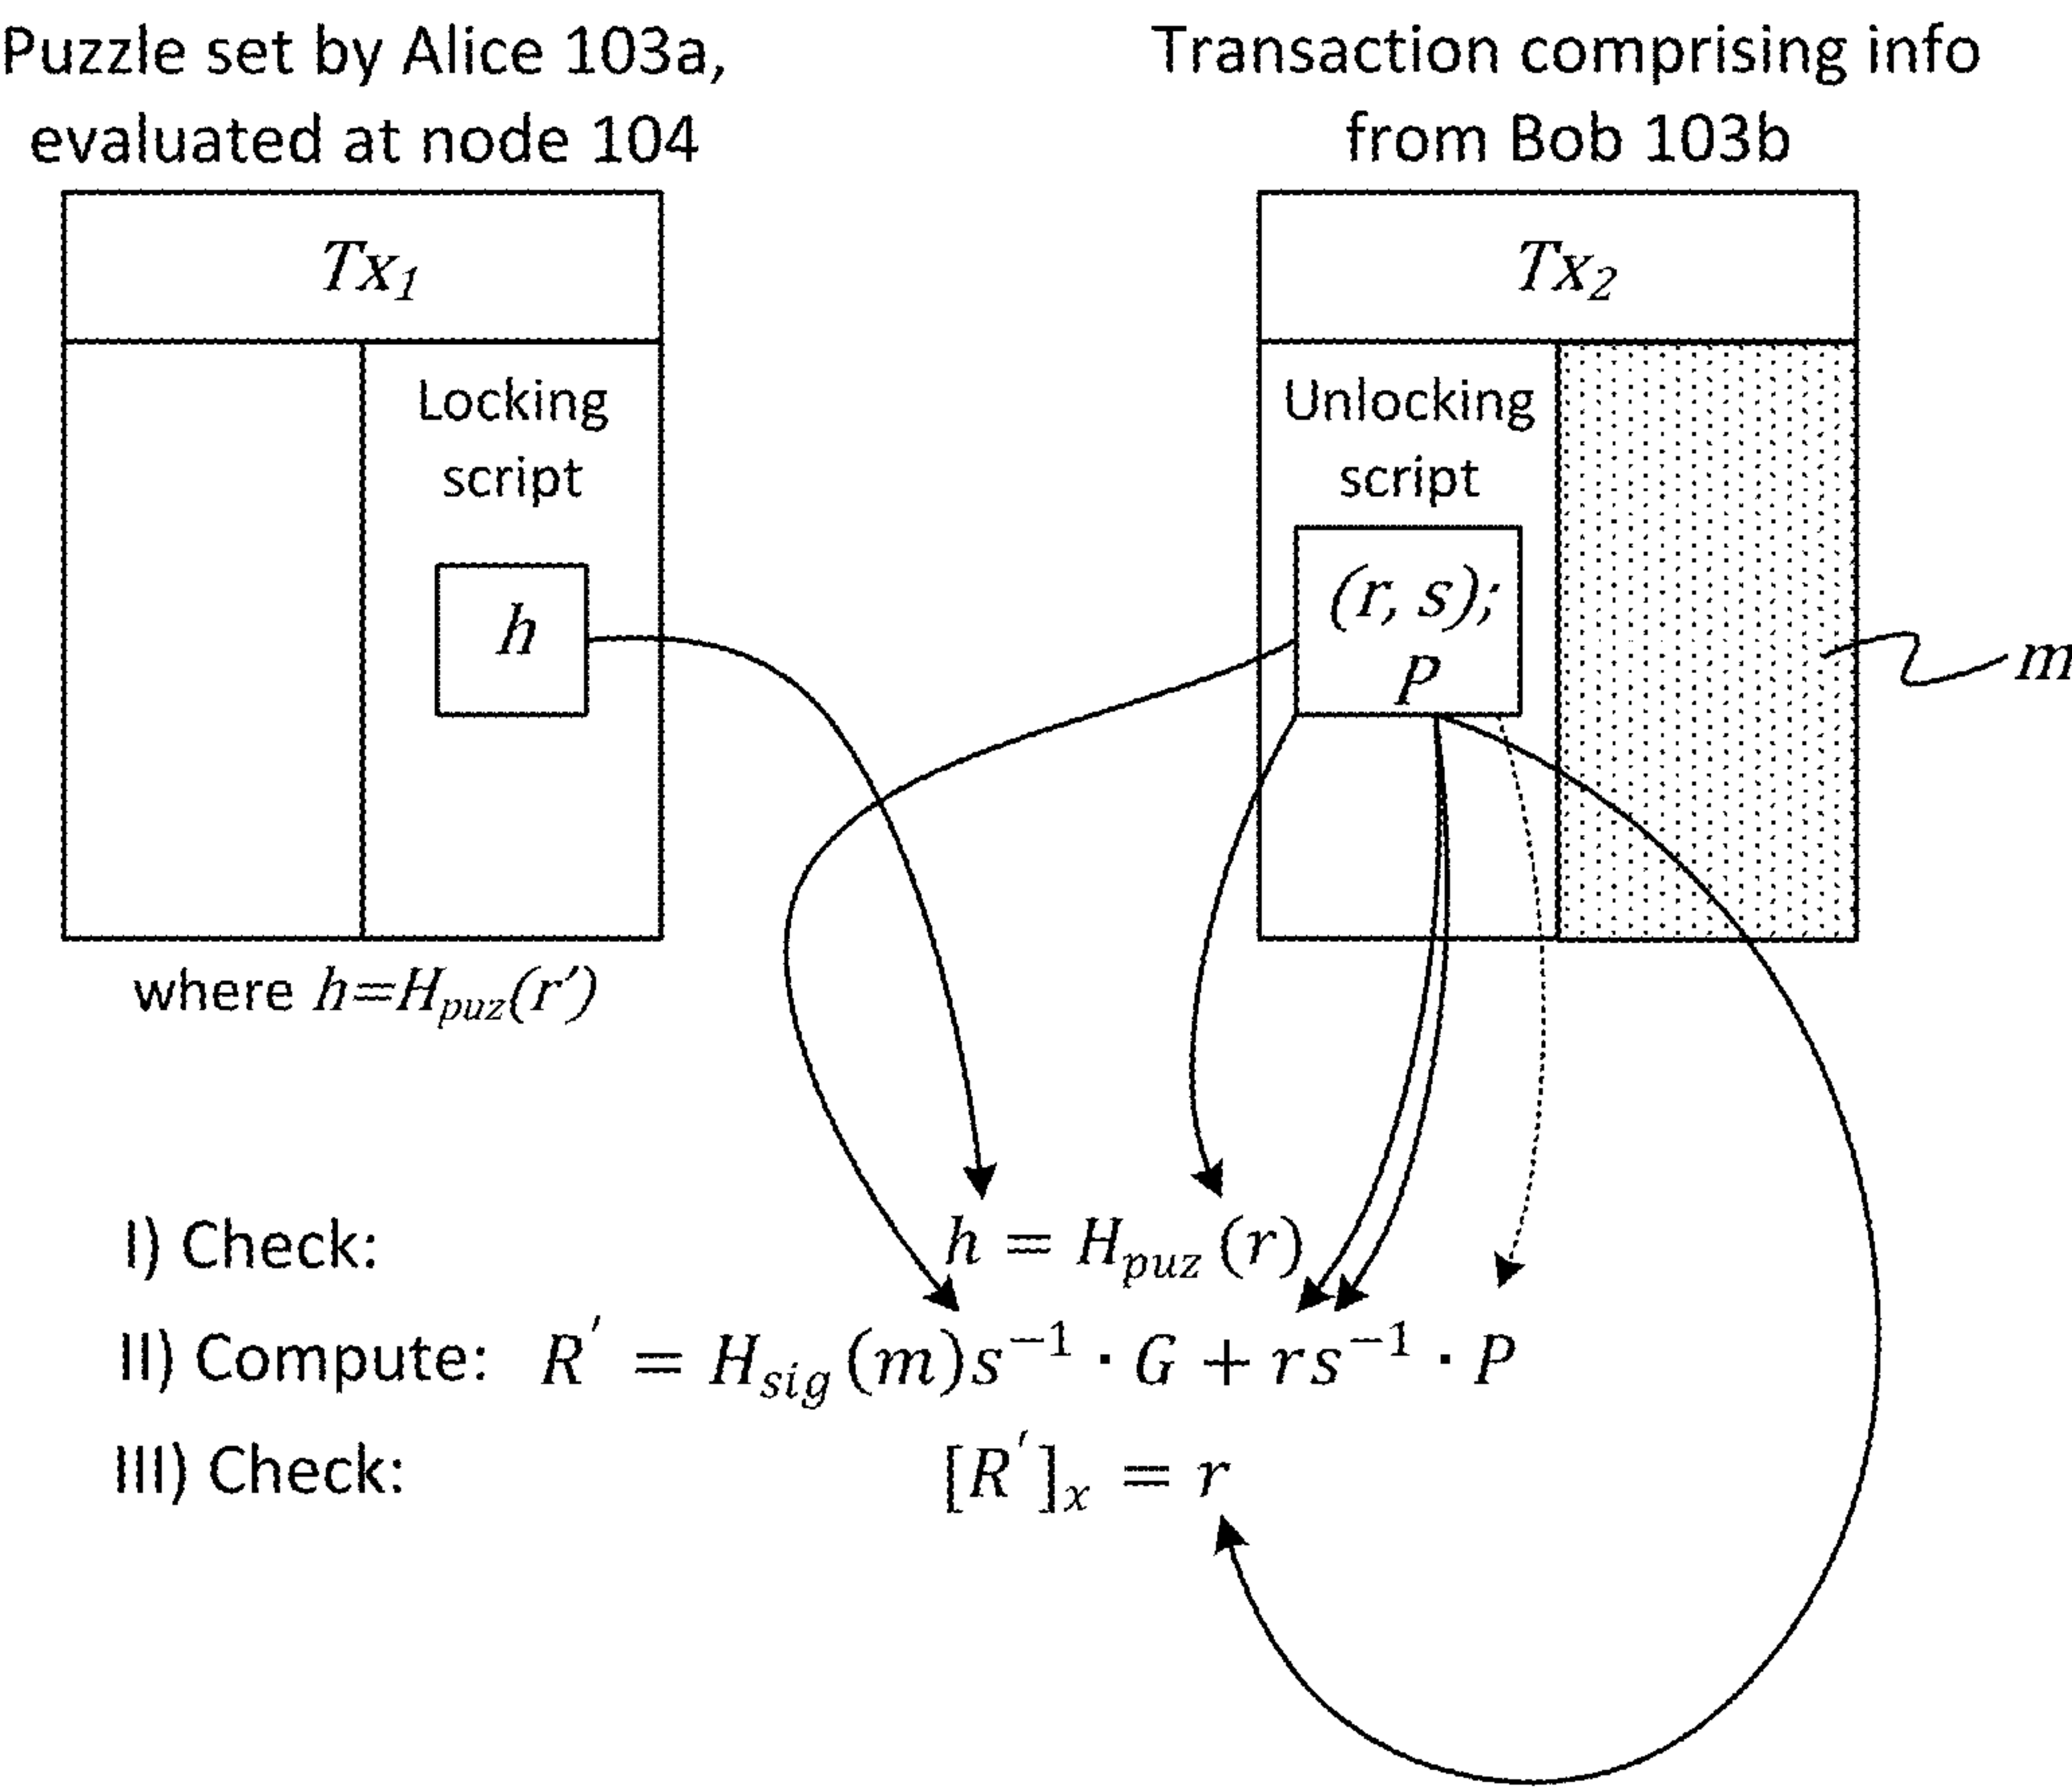 Puzzle set by Alice 103a,
evaluated at node 104
Tx₁
Locking
script
h
where h=Hₚᵤz(r′)
Transaction comprising info
from Bob 103b
Tx₂
Unlocking
script
(r, s);
P
m
I) Check: h = Hₚᵤz (r)
II) Compute: R′ = H_sig (m)s⁻¹ · G + rs⁻¹ · P
III) Check: [R′]ₓ = r